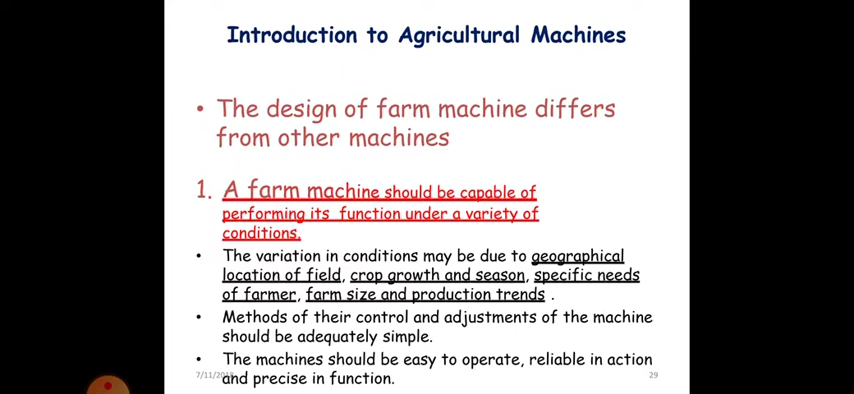 Introduction to Agricultural Machines
• The design of farm machine differs
from other machines
1. A farm machine should be capable of
performing its function under a variety of
conditions.
• The variation in conditions may be due to geographical
location of field, crop growth and season, specific needs
of farmer, farm size and production trends .
• Methods of their control and adjustments of the machine
should be adequately simple.
• The machines should be easy to operate, reliable in action
and precise in function.
29